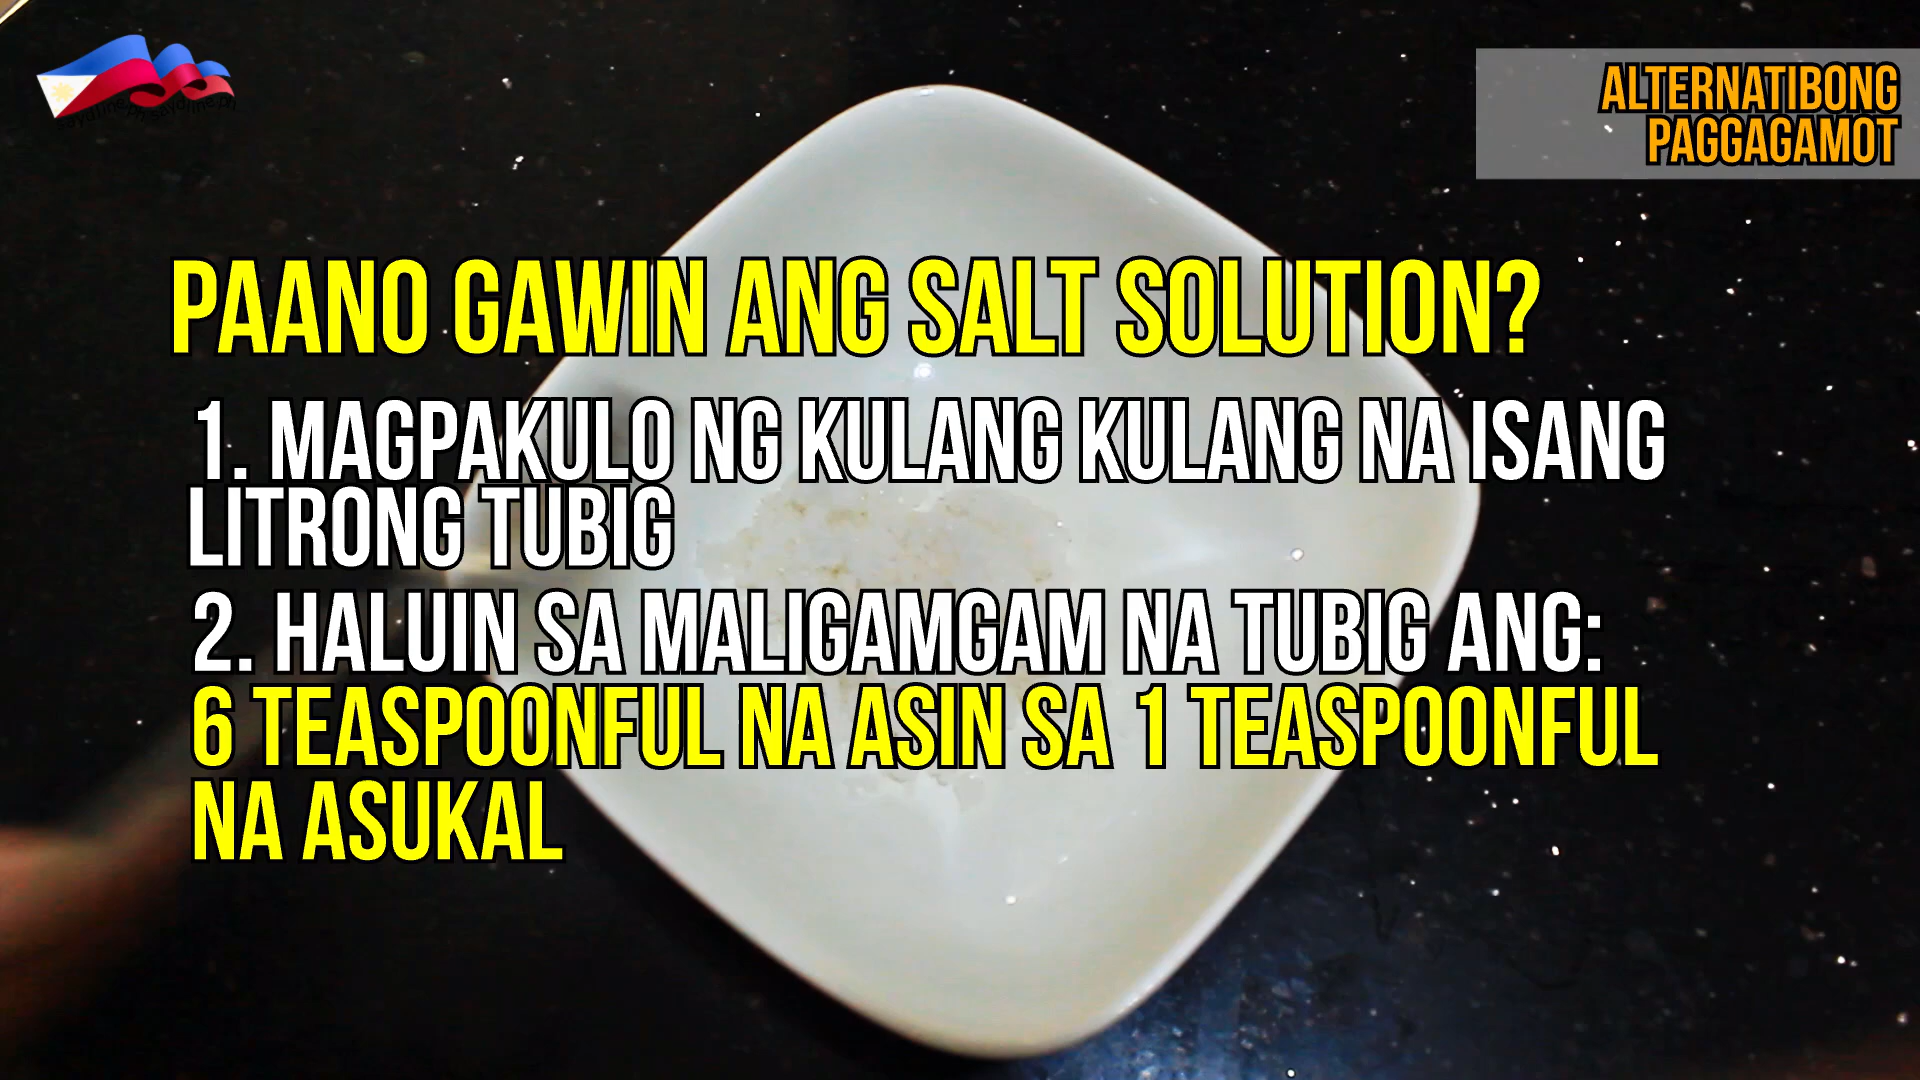 ALTERNATIBONG
PAGGAGAMOT
PAANO GAWIN ANG SALT SOLUTION?
1. MAGPAKULO NG KULANG KULANG NA ISANG
LITRONG TUBIG
2. HALUIN SA MALIGAMGAM NA TUBIG ANG:
6 TEASPOONFUL NA ASIN SA 1 TEASPOONFUL
NA ASUKAL